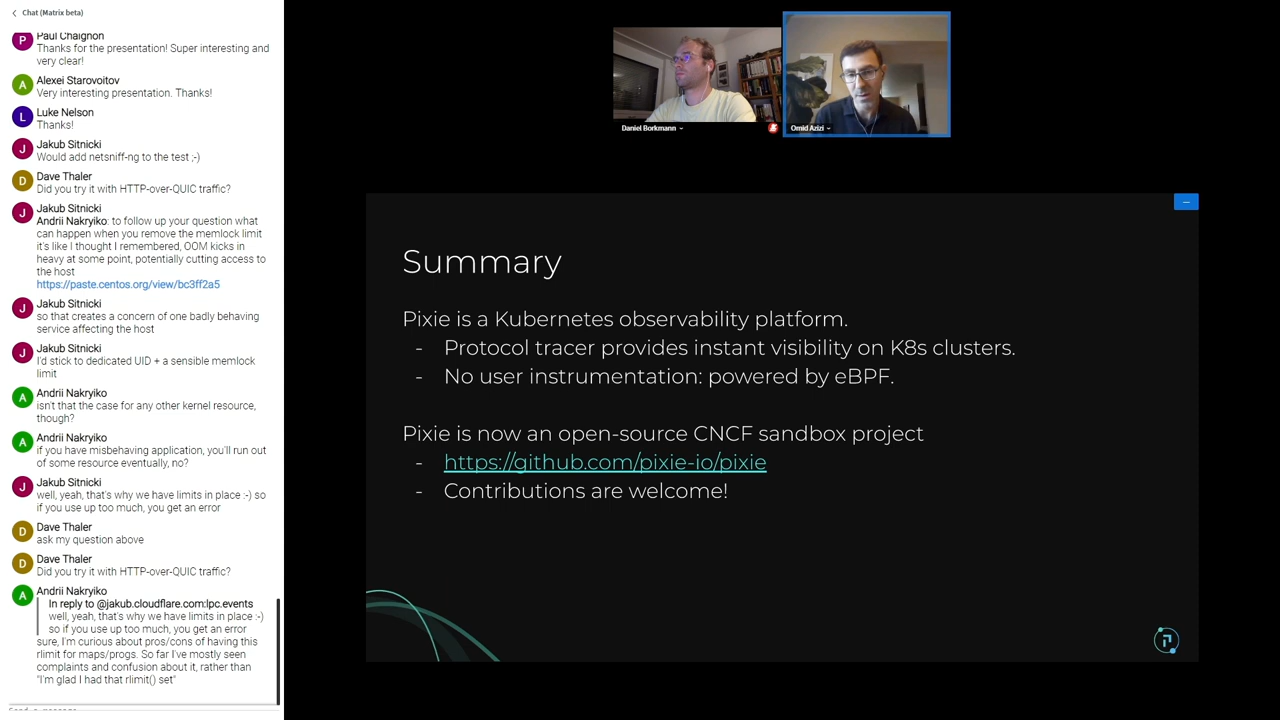 Chat (Matrix beta)
Paul Chaignon
Thanks for the presentation! Super interesting and
very clear!
A
Alexei Starovoitov
Very interesting presentation. Thanks!
L
Luke Nelson
Thanks!
J
Jakub Sitnicki
Would add netsniff-ng to the test ;-)
D
Dave Thaler
Did you try it with HTTP-over-QUIC traffic?
J
Jakub Sitnicki
Andrii Nakryiko: to follow up your question what
can happen when you remove the memlock limit
it's like I thought I remembered, OOM kicks in
heavy at some point, potentially cutting access to
the host
https://paste.centos.org/view/bc3ff2a5
J
Jakub Sitnicki
so that creates a concern of one badly behaving
service affecting the host
J
Jakub Sitnicki
I'd stick to dedicated UID + a sensible memlock
limit
A
Andrii Nakryiko
isn't that the case for any other kernel resource,
though?
A
Andrii Nakryiko
if you have misbehaving application, you'll run out
of some resource eventually, no?
J
Jakub Sitnicki
well, yeah, that's why we have limits in place :-) so
if you use up too much, you get an error
D
Dave Thaler
ask my question above
D
Dave Thaler
Did you try it with HTTP-over-QUIC traffic?
A
Andrii Nakryiko
In reply to @jakub.cloudflare.com:lpc.events
well, yeah, that's why we have limits in place :-)
so if you use up too much, you get an error
sure, I'm curious about pros/cons of having this
rlimit for maps/progs. So far I've mostly seen
complaints and confusion about it, rather than
"I'm glad I had that rlimit() set"
Daniel Borkmann
Omid Azizi
Summary
Pixie is a Kubernetes observability platform.
- Protocol tracer provides instant visibility on K8s clusters.
- No user instrumentation: powered by eBPF.
Pixie is now an open-source CNCF sandbox project
- https://github.com/pixie-io/pixie
- Contributions are welcome!